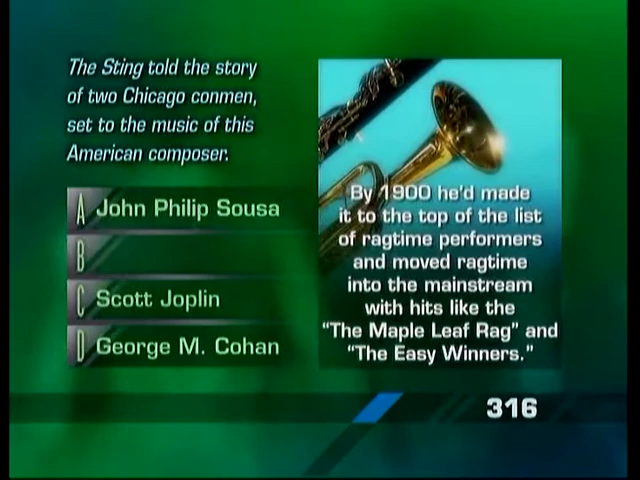 The Sting told the story
of two Chicago conmen,
set to the music of this
American composer.
A John Philip Sousa
B
C Scott Joplin
D George M. Cohan
By 1900 he'd made
it to the top of the list
of ragtime performers
and moved ragtime
into the mainstream
with hits like the
“The Maple Leaf Rag” and
“The Easy Winners.”
316